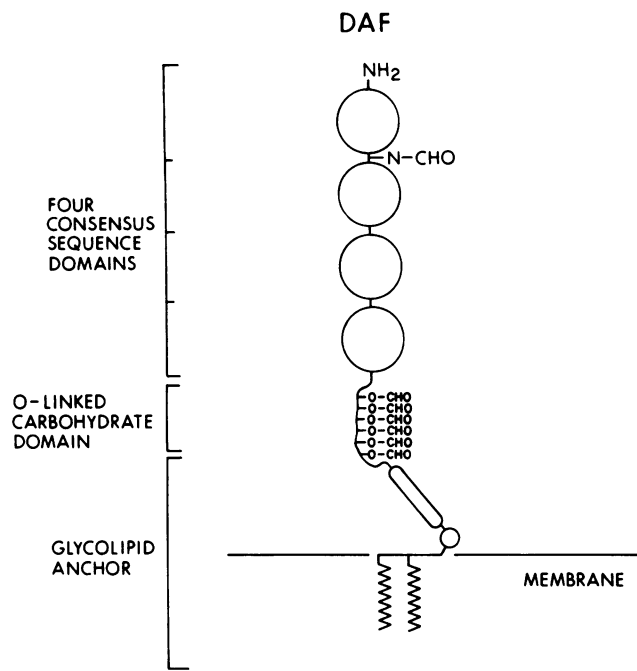 DAF
NH2
N-CHO
FOUR
CONSENSUS
SEQUENCE
DOMAINS
O-LINKED
CARBOHYDRATE
DOMAIN
O-CHO
O-CHO
O-CHO
O-CHO
O-CHO
O-CHO
GLYCOLIPID
ANCHOR
MEMBRANE